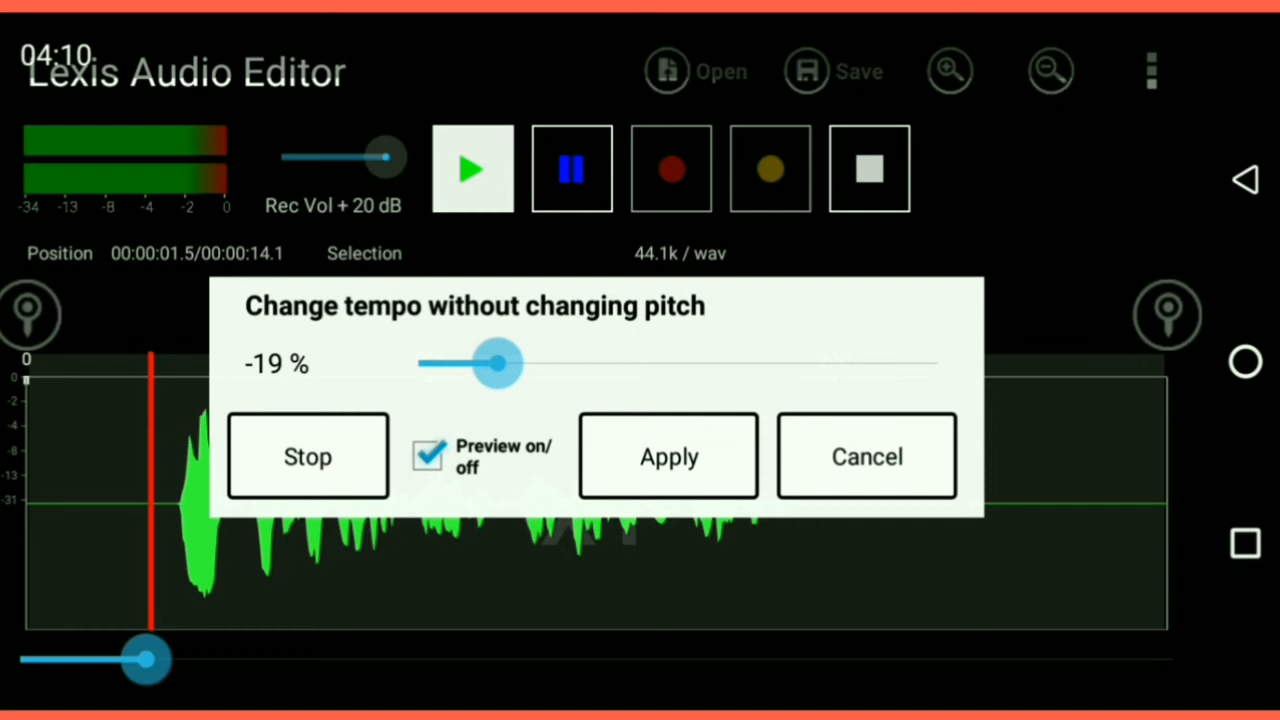 04:10
Lexis Audio Editor
Open
Save
-34 -13 -8 -4 -2 0
Rec Vol + 20 dB
Position 00:00:01.5/00:00:14.1 Selection 44.1k / wav
Change tempo without changing pitch
-19 %
Stop
Preview on/
off
Apply
Cancel
0
0
-2
-4
-8
-13
-31